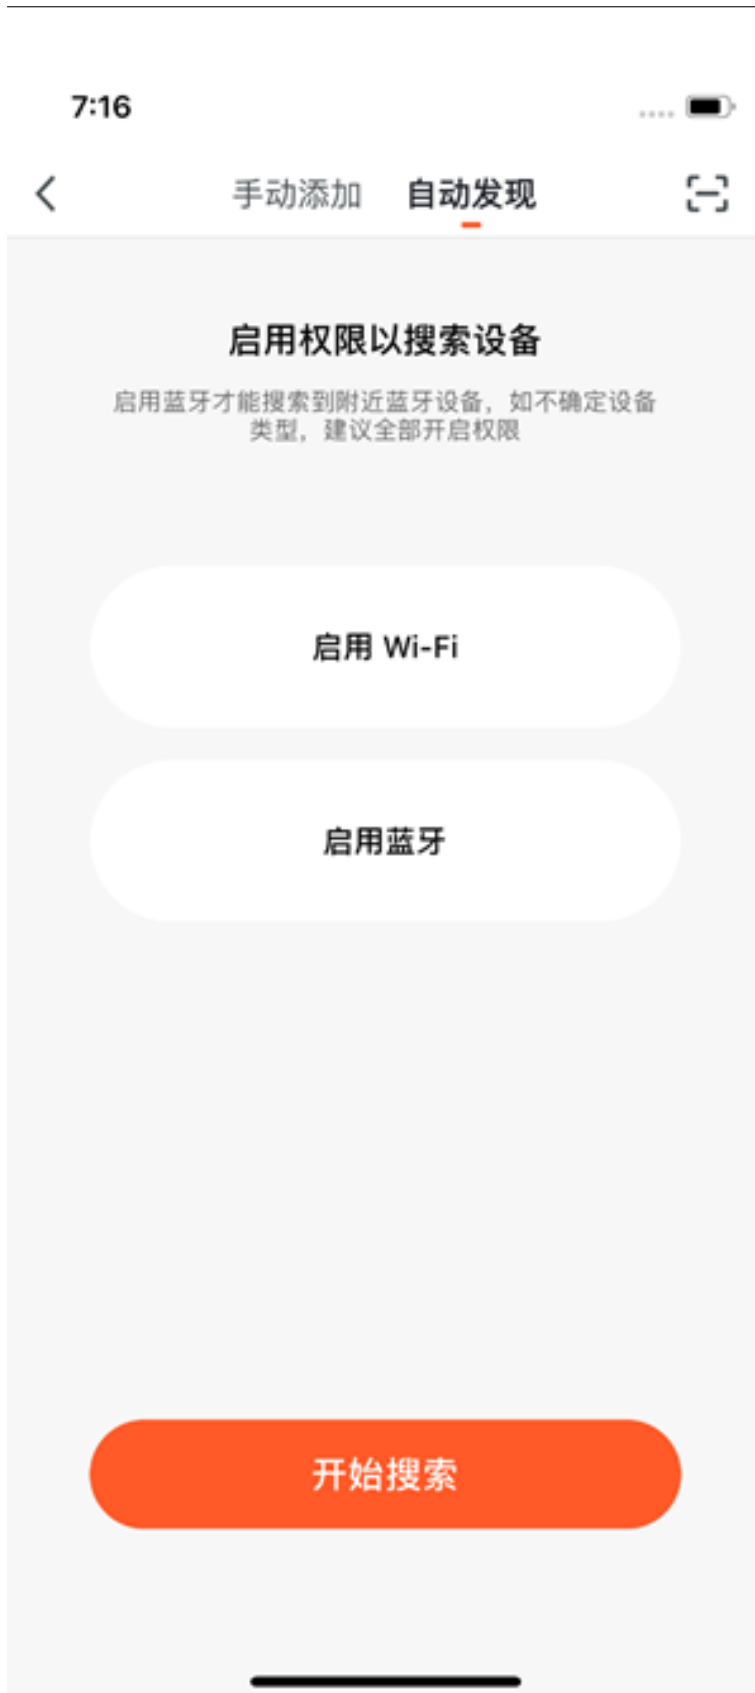 7:16
手动添加 自动发现
启用权限以搜索设备
启用蓝牙才能搜索到附近蓝牙设备，如不确定设备
类型，建议全部开启权限
启用 Wi-Fi
启用蓝牙
开始搜索